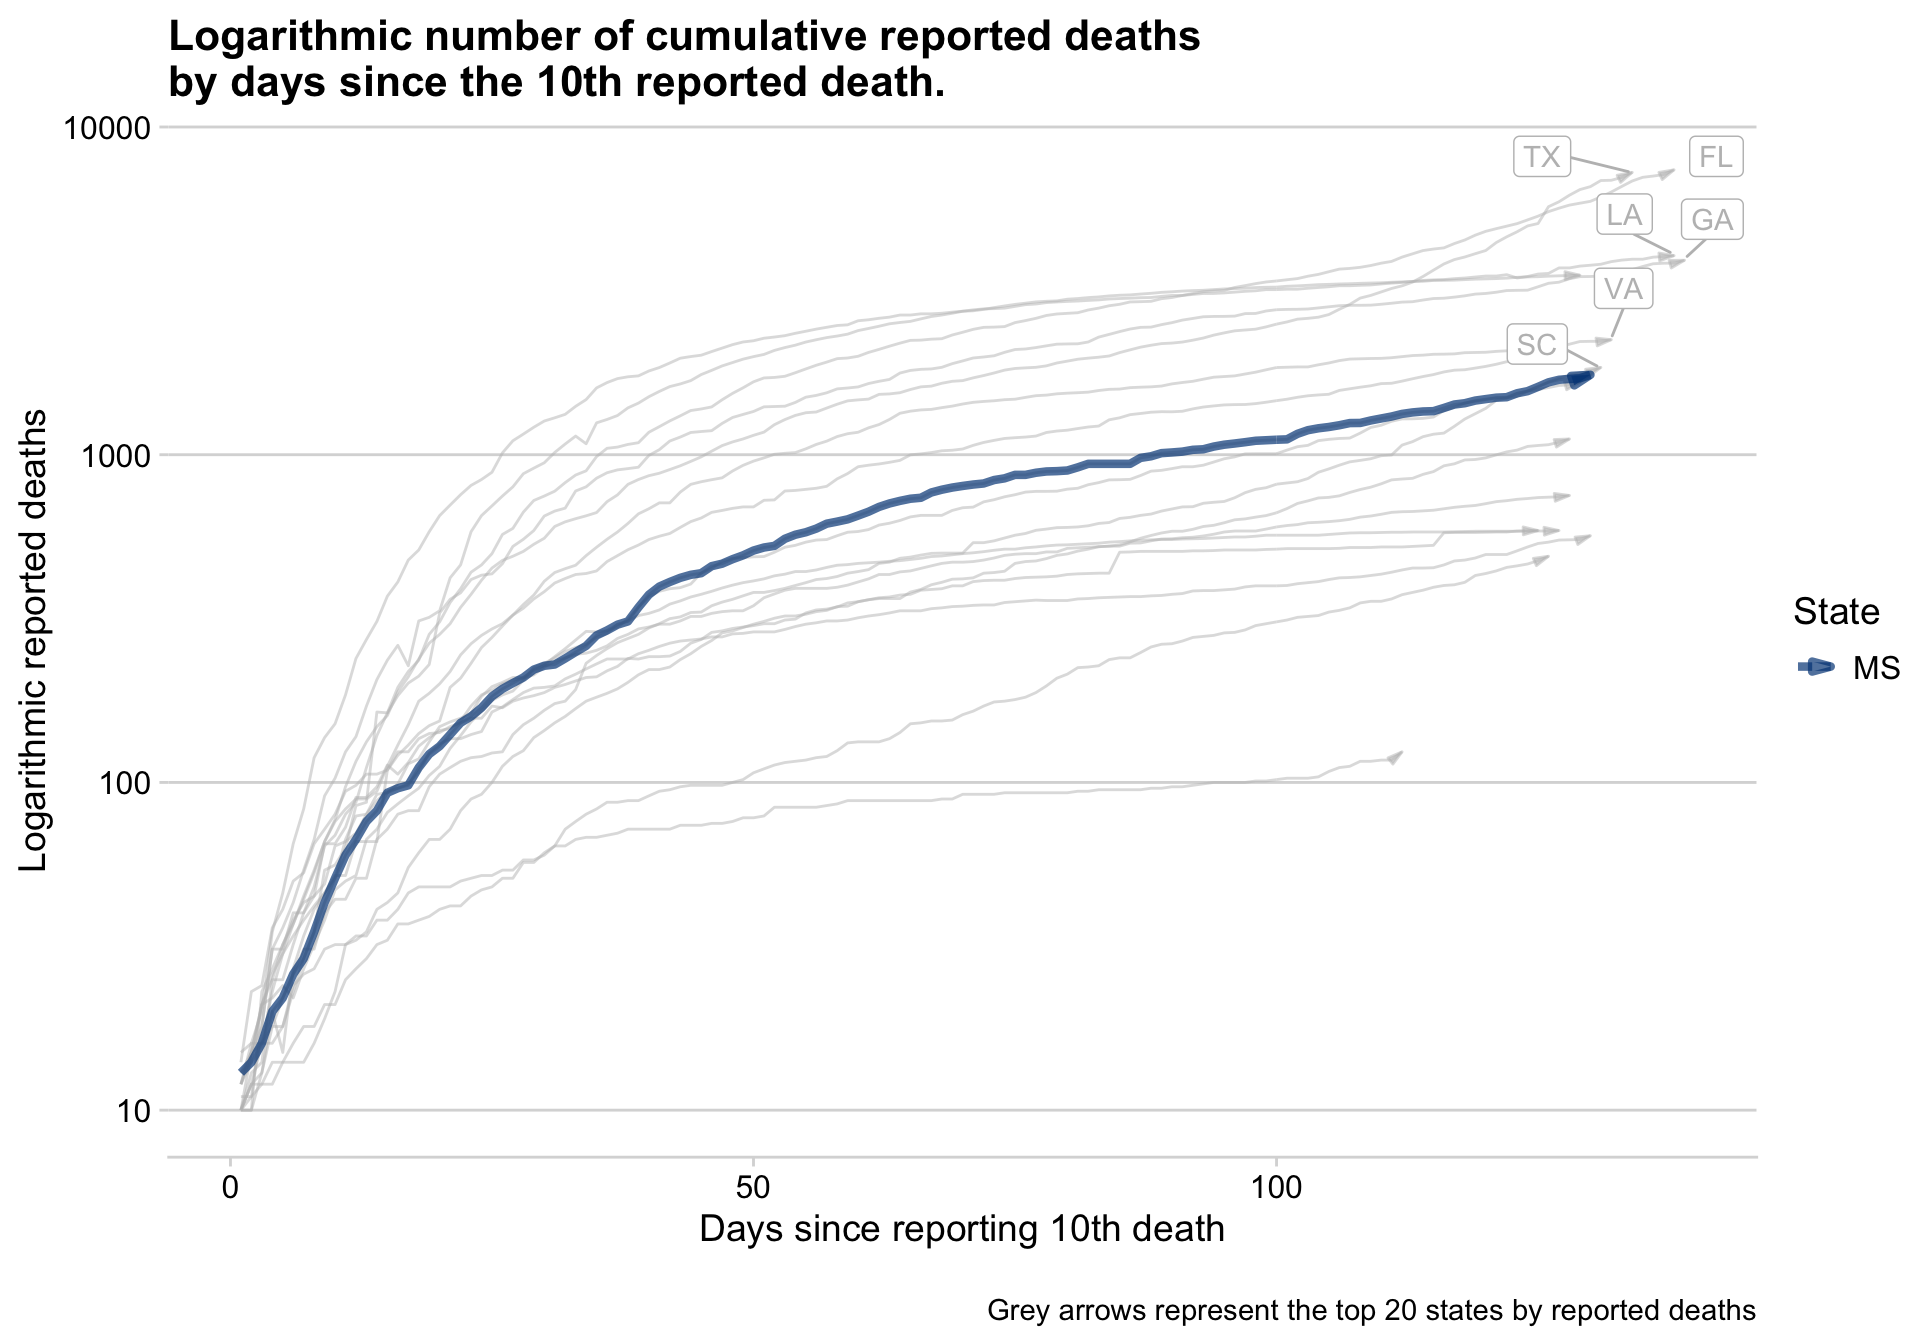 Logarithmic number of cumulative reported deaths
by days since the 10th reported death.
Logarithmic reported deaths
10000
1000
100
10
TX
FL
LA
GA
VA
SC
State
MS
0
50
100
Days since reporting 10th death
Grey arrows represent the top 20 states by reported deaths